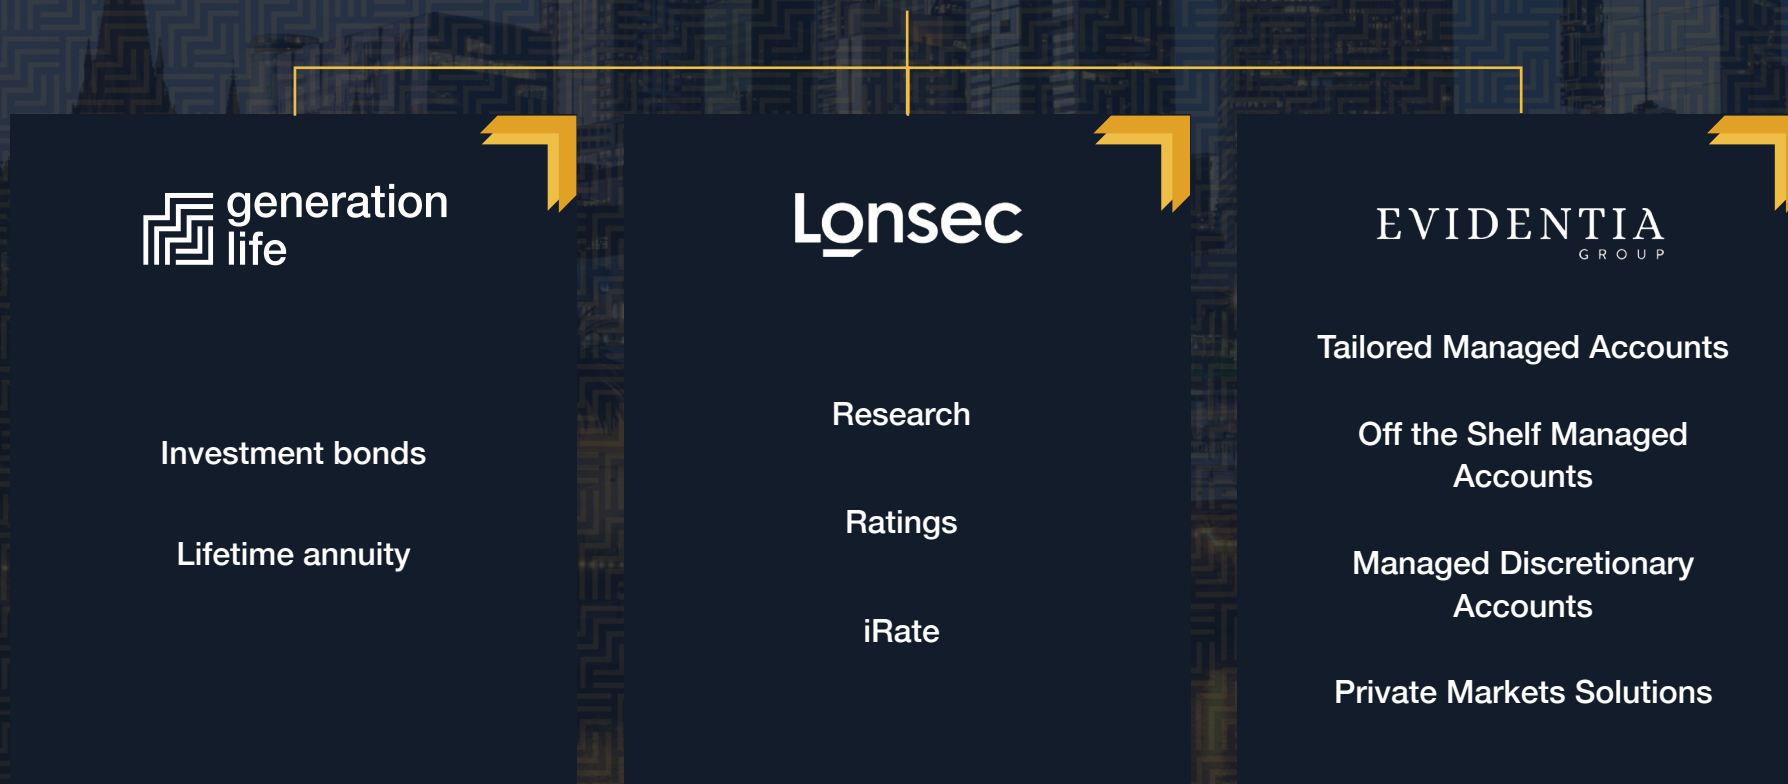 generation
life
Investment bonds
Lifetime annuity
Lonsec
Research
Ratings
iRate
EVIDENTIA
GROUP
Tailored Managed Accounts
Off the Shelf Managed
Accounts
Managed Discretionary
Accounts
Private Markets Solutions